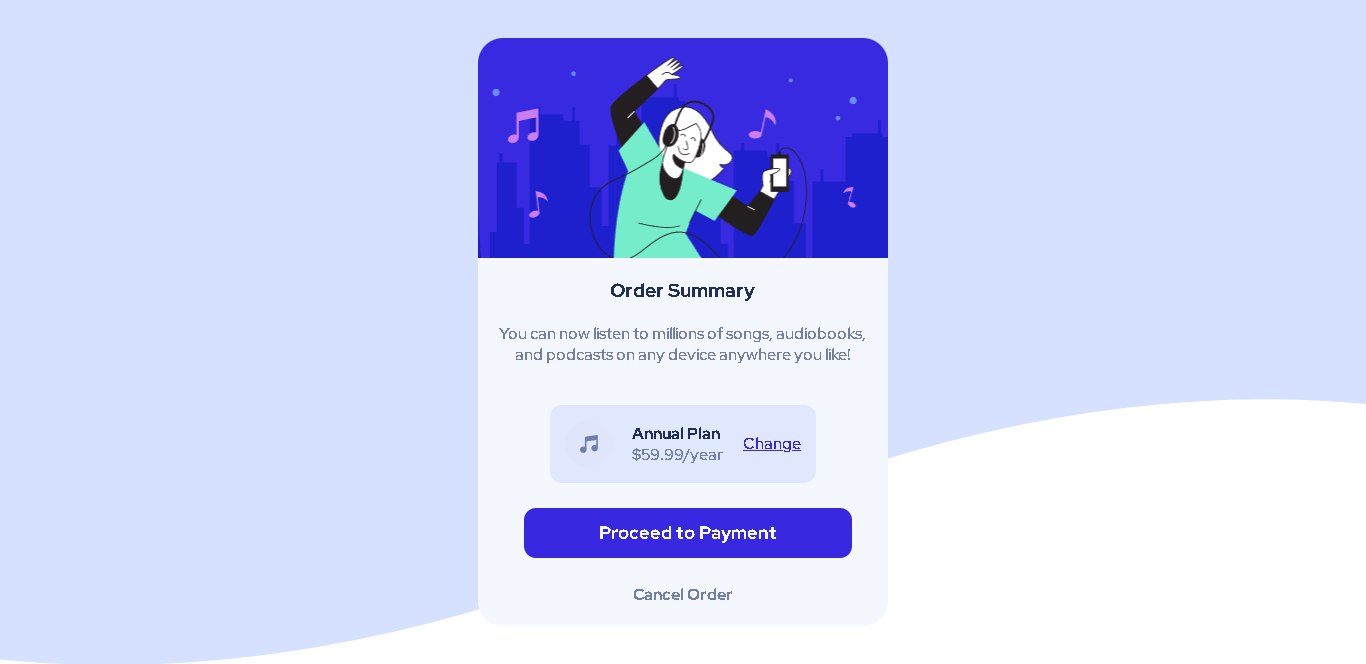 Order Summary
You can now listen to millions of songs, audiobooks,
and podcasts on any device anywhere you like!
Annual Plan
$59.99/year
Change
Proceed to Payment
Cancel Order